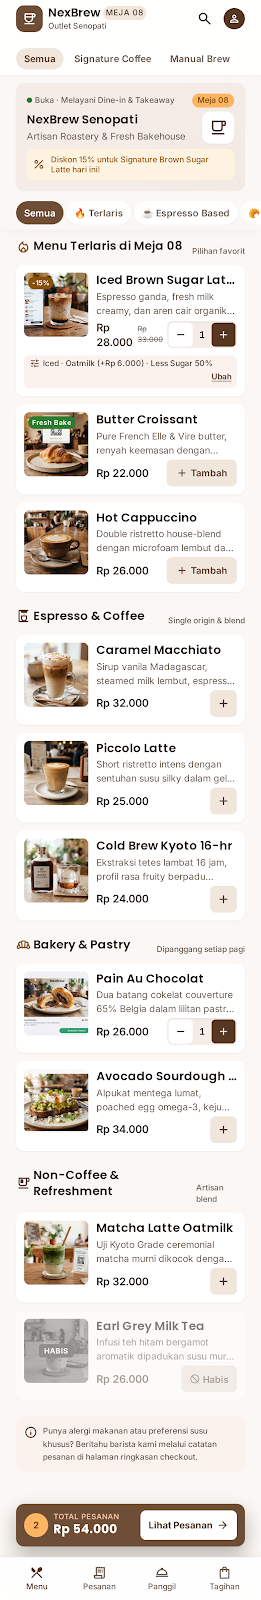 NexBrew MEJA 08
Outlet Senopati
Semua Signature Coffee Manual Brew
Buka · Melayani Dine-in & Takeaway Meja 08
NexBrew Senopati
Artisan Roastery & Fresh Bakehouse
Diskon 15% untuk Signature Brown Sugar
Latte hari ini!
Semua 🔥 Terlaris ☕ Espresso Based 🥐
Menu Terlaris di Meja 08 Pilihan favorit
-15%
Iced Brown Sugar Lat...
Espresso ganda, fresh milk
creamy, dan aren cair organik...
Rp
28.000
Rp
33.000
− 1 +
Iced · Oatmilk (+Rp 6.000) · Less Sugar 50%
Ubah
Fresh Bake
Butter Croissant
Pure French Elle & Vire butter,
renyah keemasan dengan...
Rp 22.000 + Tambah
Hot Cappuccino
Double ristretto house-blend
dengan microfoam lembut da...
Rp 26.000 + Tambah
Espresso & Coffee Single origin & blend
Caramel Macchiato
Sirup vanila Madagascar,
steamed milk lembut, espress...
Rp 32.000 +
Piccolo Latte
Short ristretto intens dengan
sentuhan susu silky dalam gel...
Rp 25.000 +
Cold Brew Kyoto 16-hr
Ekstraksi tetes lambat 16 jam,
profil rasa fruity berpadu...
Rp 24.000 +
Bakery & Pastry Dipanggang setiap pagi
Pain Au Chocolat
Dua batang cokelat couverture
65% Belgia dalam lilitan pastr...
Rp 26.000 − 1 +
Avocado Sourdough ...
Alpukat mentega lumat,
poached egg omega-3, keju...
Rp 34.000 +
Non-Coffee &
Refreshment
Artisan
blend
Matcha Latte Oatmilk
Uji Kyoto Grade ceremonial
matcha murni dikocok denga...
Rp 32.000 +
HABIS
Earl Grey Milk Tea
Infusi teh hitam bergamot
aromatik dipadukan susu mur...
Rp 26.000 Habis
Punya alergi makanan atau preferensi susu
khusus? Beritahu barista kami melalui catatan
pesanan di halaman ringkasan checkout.
2
TOTAL PESANAN
Rp 54.000
Lihat Pesanan →
Menu Pesanan Panggil Tagihan